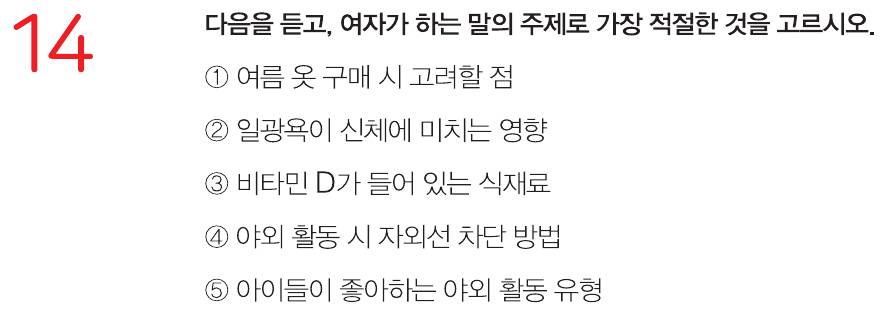 14
다음을 듣고, 여자가 하는 말의 주제로 가장 적절한 것을 고르시오.
① 여름 옷 구매 시 고려할 점
② 일광욕이 신체에 미치는 영향
③ 비타민 D가 들어 있는 식재료
④ 야외 활동 시 자외선 차단 방법
⑤ 아이들이 좋아하는 야외 활동 유형